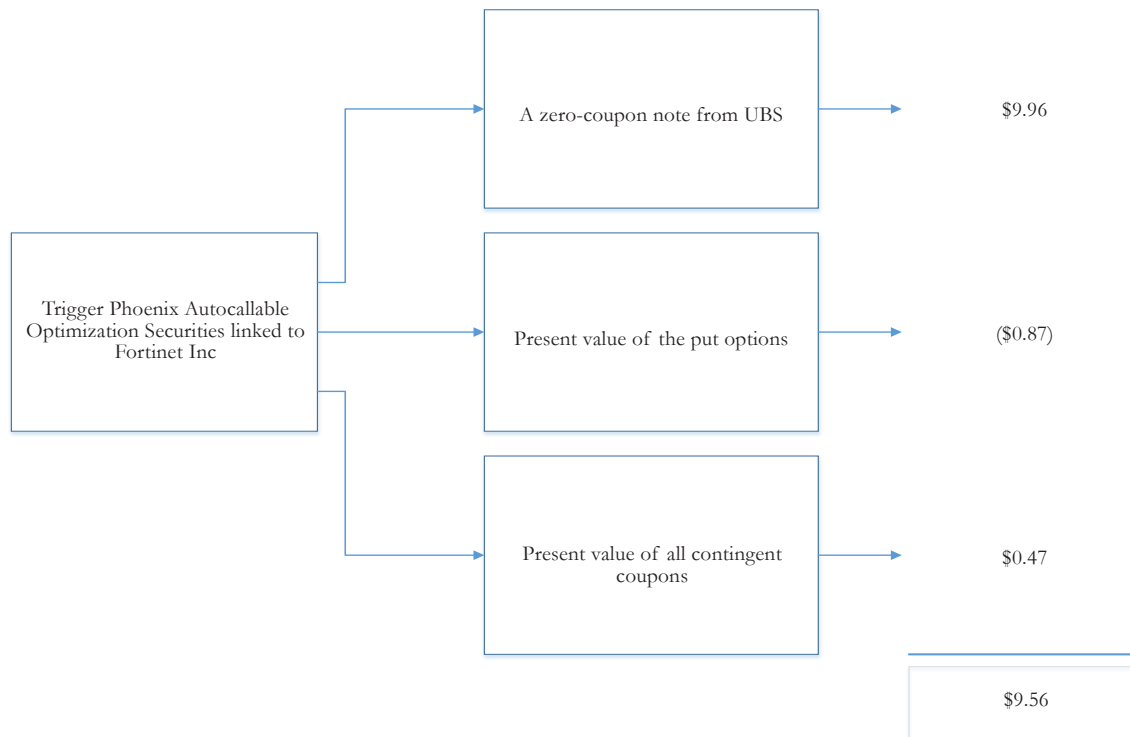 A zero-coupon note from UBS
$9.96
Trigger Phoenix Autocallable
Optimization Securities linked to
Fortinet Inc
Present value of the put options
($0.87)
Present value of all contingent
coupons
$0.47
$9.56